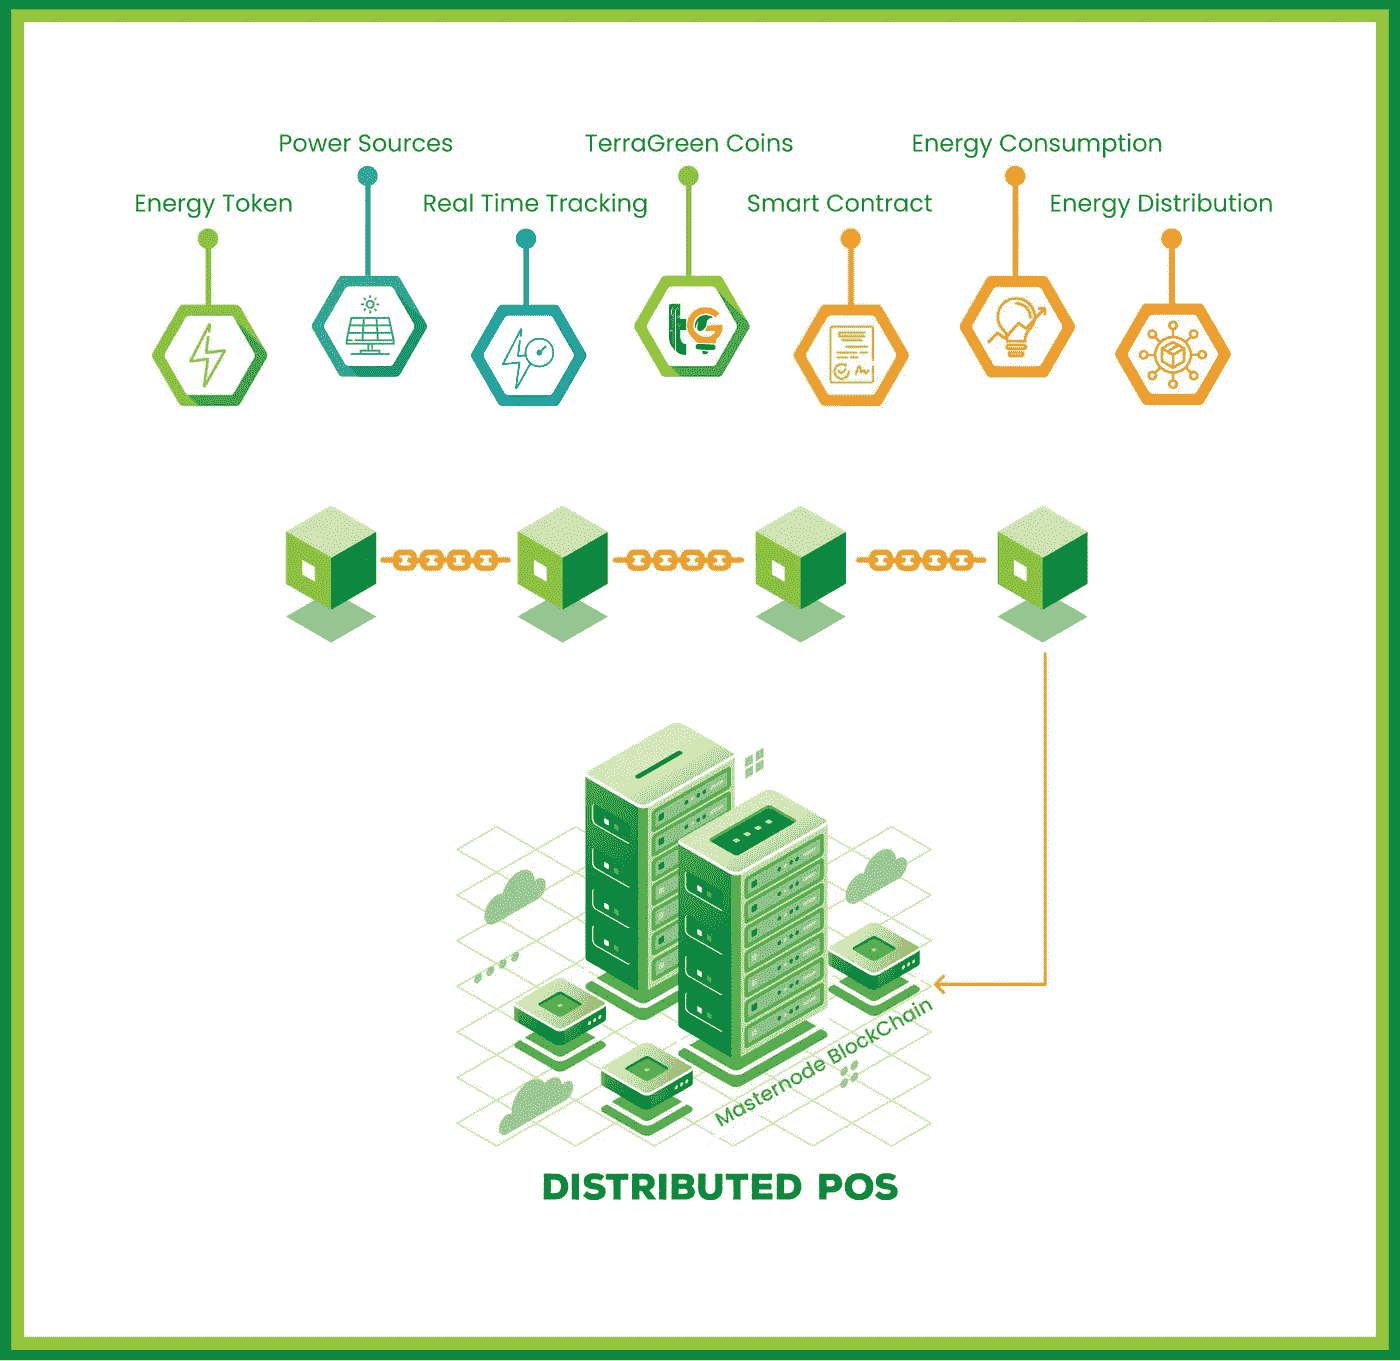 Power Sources
TerraGreen Coins
Energy Consumption
Energy Token
Real Time Tracking
Smart Contract
Energy Distribution
tG
Masternode BlockChain
DISTRIBUTED POS